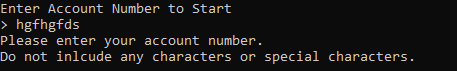 Enter Account Number to Start
> hgfhgfds
Please enter your account number.
Do not inlcude any characters or special characters.